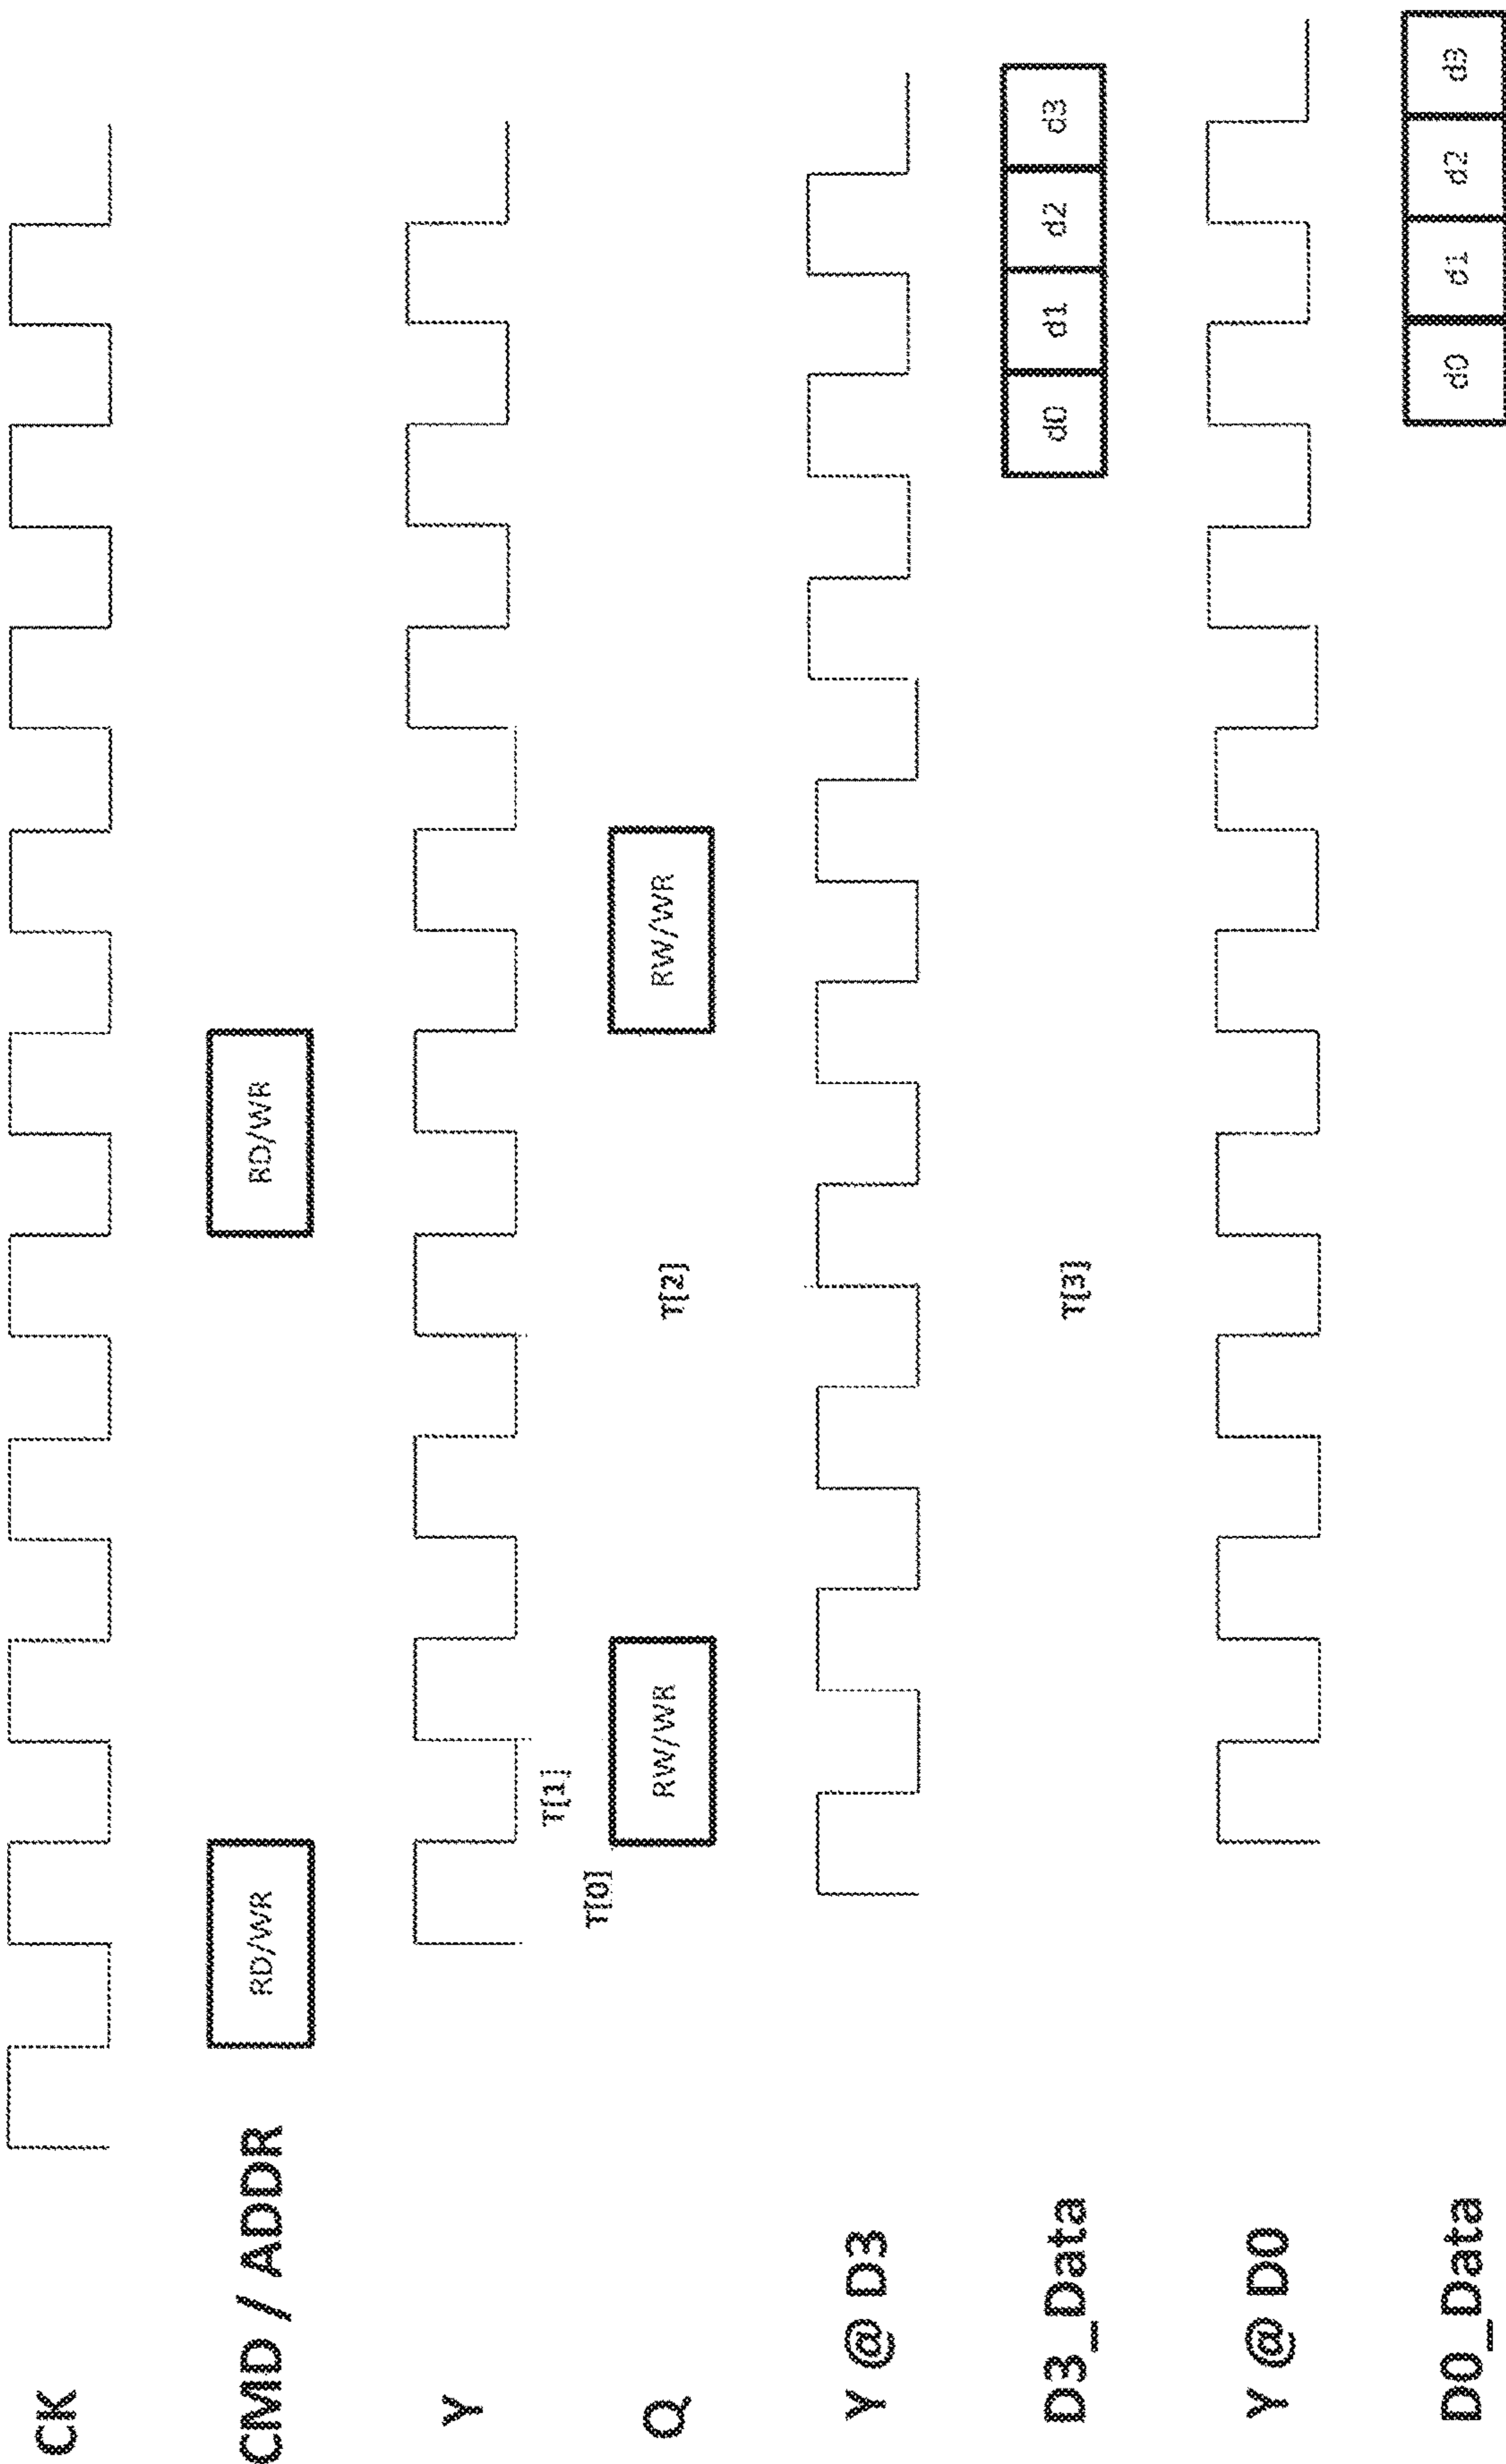 CK
CMD / ADDR
RD/WR
RD/WR
Y
T[1]
T[0]
Q
RW/WR
RW/WR
T[2]
Y @ D3
D3_Data
d0
d1
d2
d3
T[3]
Y @ D0
D0_Data
d0
d1
d2
d3